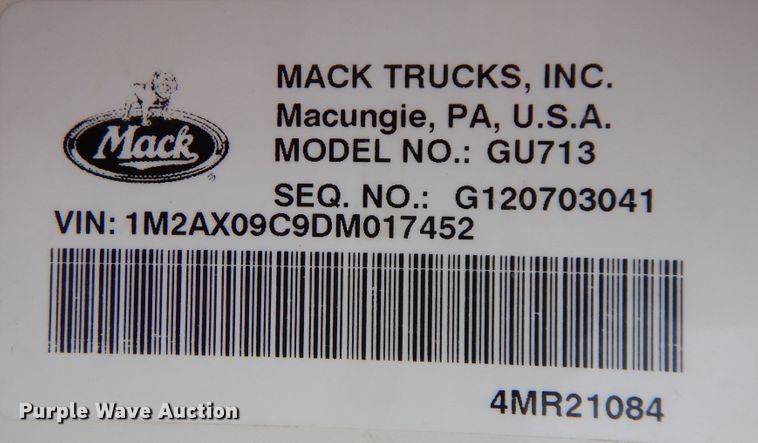 MACK TRUCKS, INC.
Macungie, PA, U.S.A.
Mack
MODEL NO.: GU713
SEQ. NO.: G120703041
VIN: 1M2AX09C9DM017452
4MR21084
Purple Wave Auction